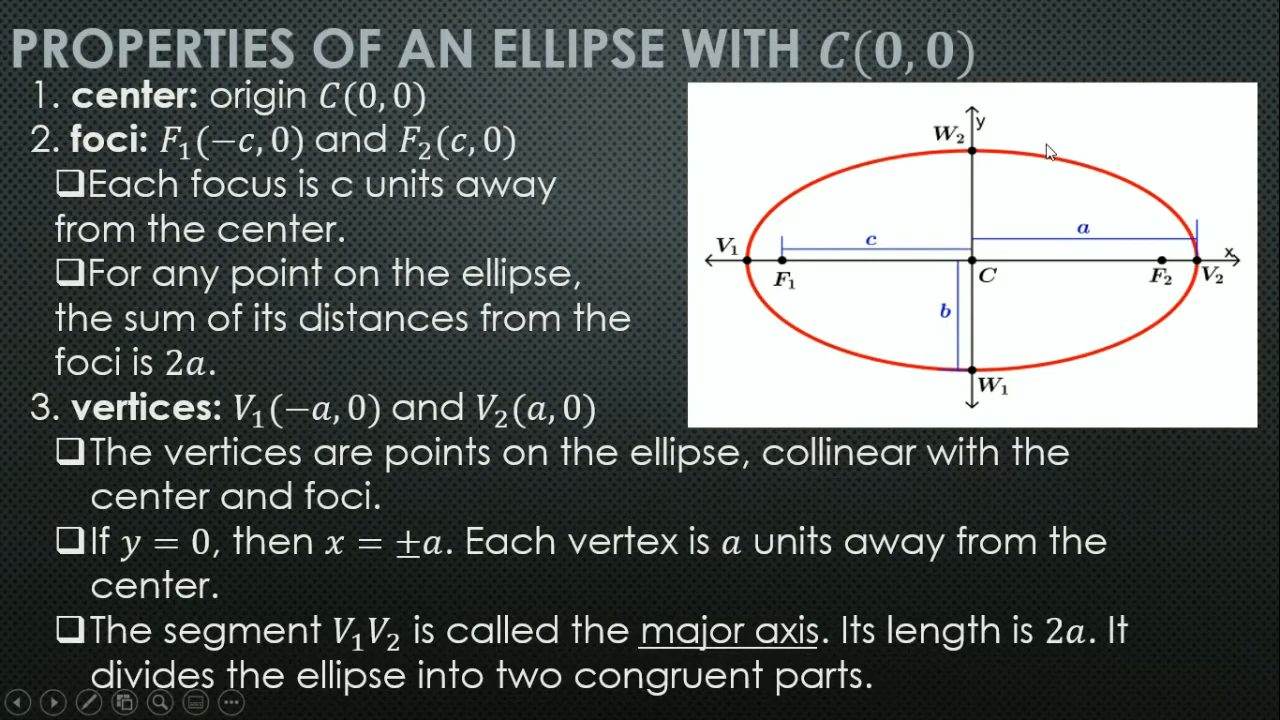 PROPERTIES OF AN ELLIPSE WITH C(0, 0)
1. center: origin C(0, 0)
2. foci: F₁(−c, 0) and F₂(c, 0)
❑Each focus is c units away
from the center.
❑For any point on the ellipse,
the sum of its distances from the
foci is 2a.
3. vertices: V₁(−a, 0) and V₂(a, 0)
❑The vertices are points on the ellipse, collinear with the
center and foci.
❑If y = 0, then x = ±a. Each vertex is a units away from the
center.
❑The segment V₁V₂ is called the major axis. Its length is 2a. It
divides the ellipse into two congruent parts.
W₂ y
c a
V₁ x
F₁ C F₂ V₂
b
W₁